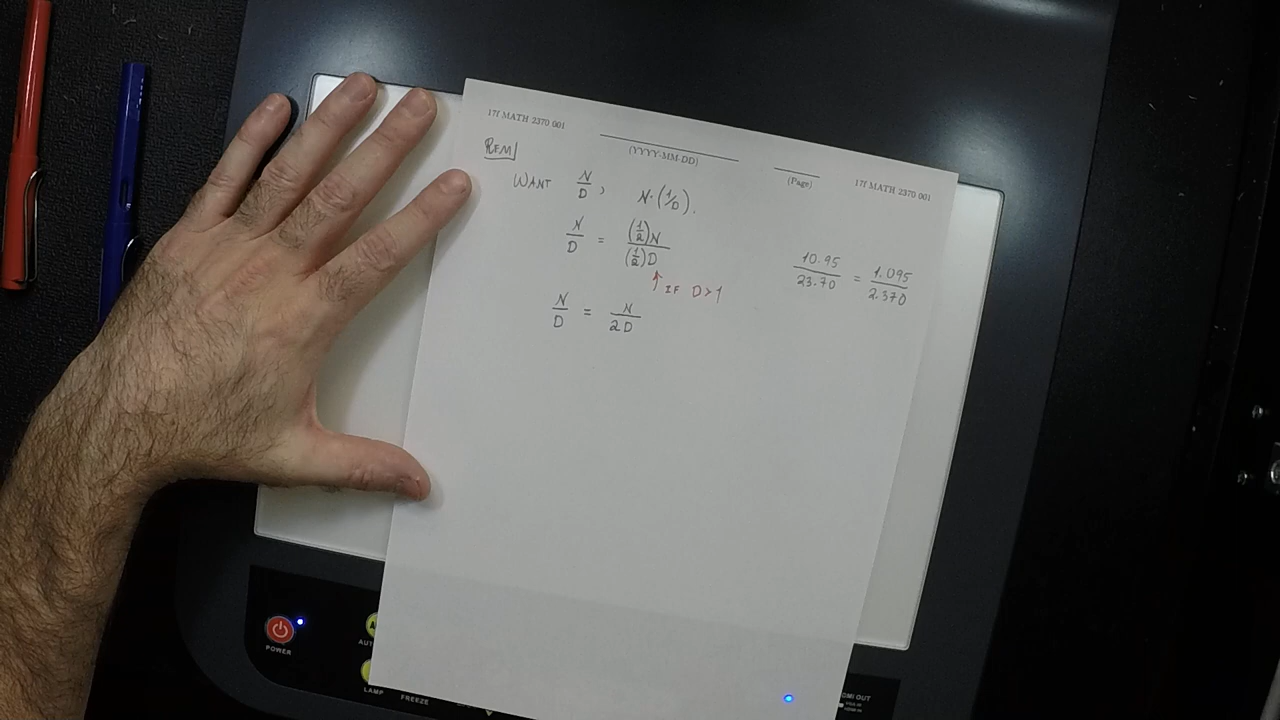 17f MATH 2370 001
(YYYY-MM-DD)
(Page)
17f MATH 2370 001
REM
WANT N/D, N·(1/D).
N/D = (1/2)N / (1/2)D
↑ IF D>1
10.95/23.70 = 1.095/2.370
N/D = N/2D
POWER
LAMP
FREEZE